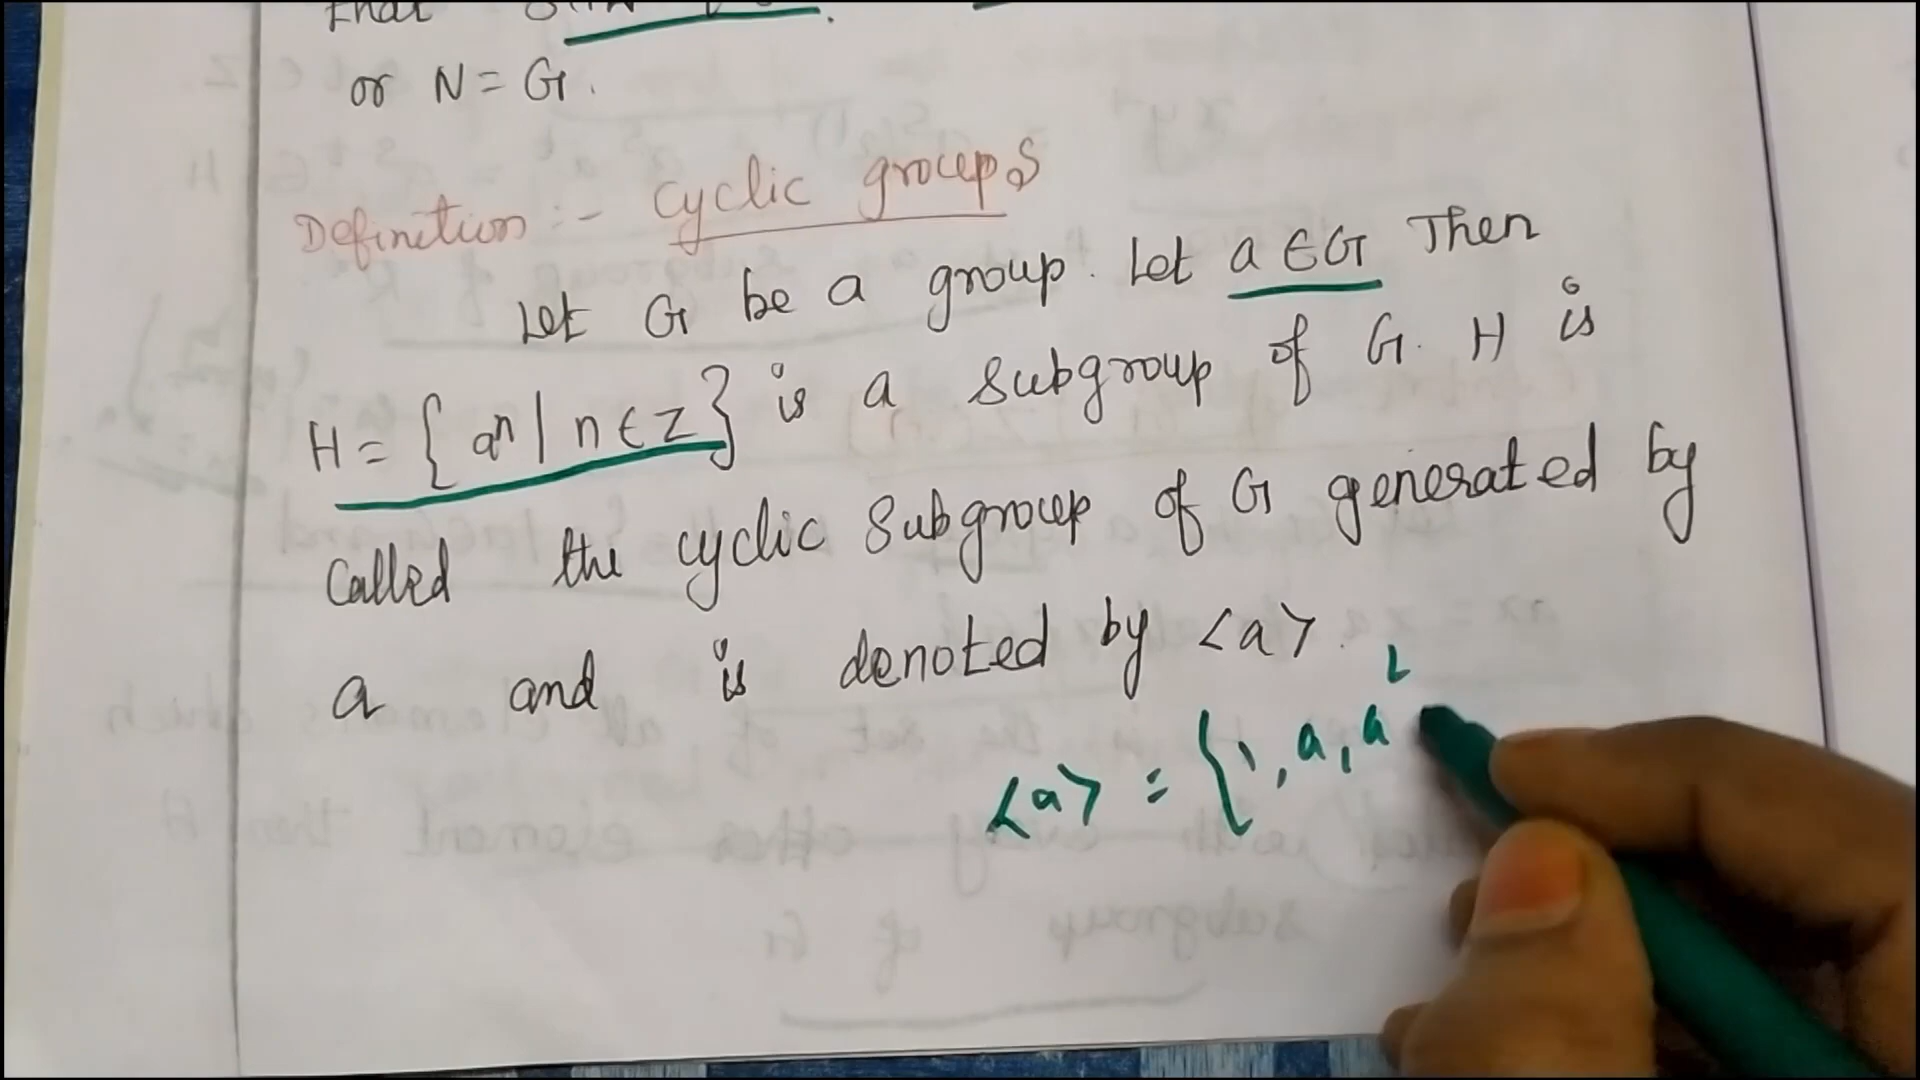 that
or N = G.
Definition :- cyclic groups
Let G be a group. Let a ∈ G Then
H = { aⁿ | n ∈ Z } is a subgroup of G. H is
called the cyclic subgroup of G generated by
a and is denoted by <a>.
<a> = { 1, a, a²